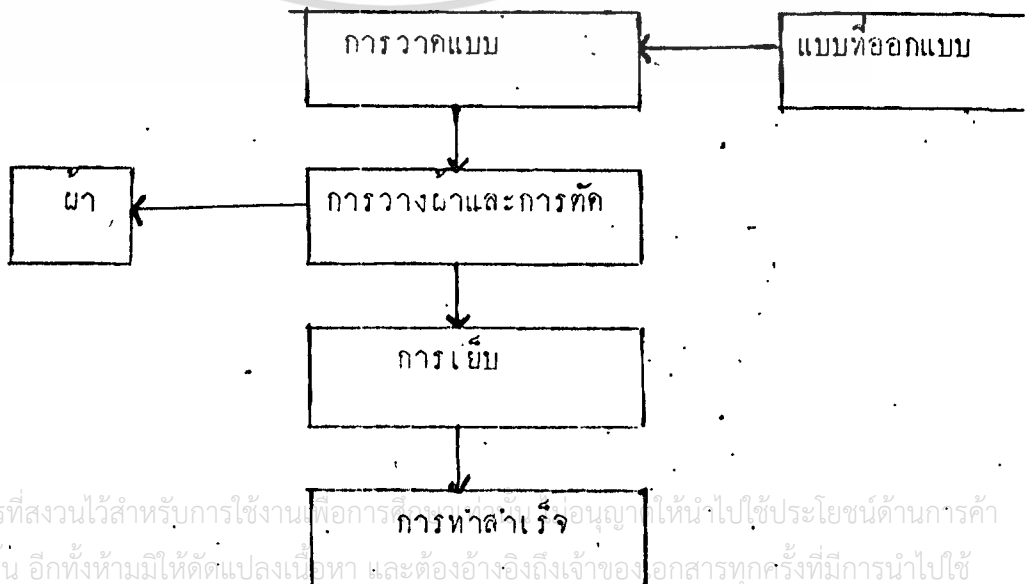 การวาดแบบ
แบบที่ออกแบบ
ผ้า
การวางผ้าและการตัด
การเย็บ
การทำสำเร็จ
รที่สงวนไว้สำหรับการใช้งานเพื่อการศึกษาเท่านั้น ไม่อนุญาตให้นำไปใช้ประโยชน์ด้านการค้า
้น อีกทั้งห้ามมิให้ดัดแปลงเนื้อหา และต้องอ้างอิงถึงเจ้าของเอกสารทุกครั้งที่มีการนำไปใช้